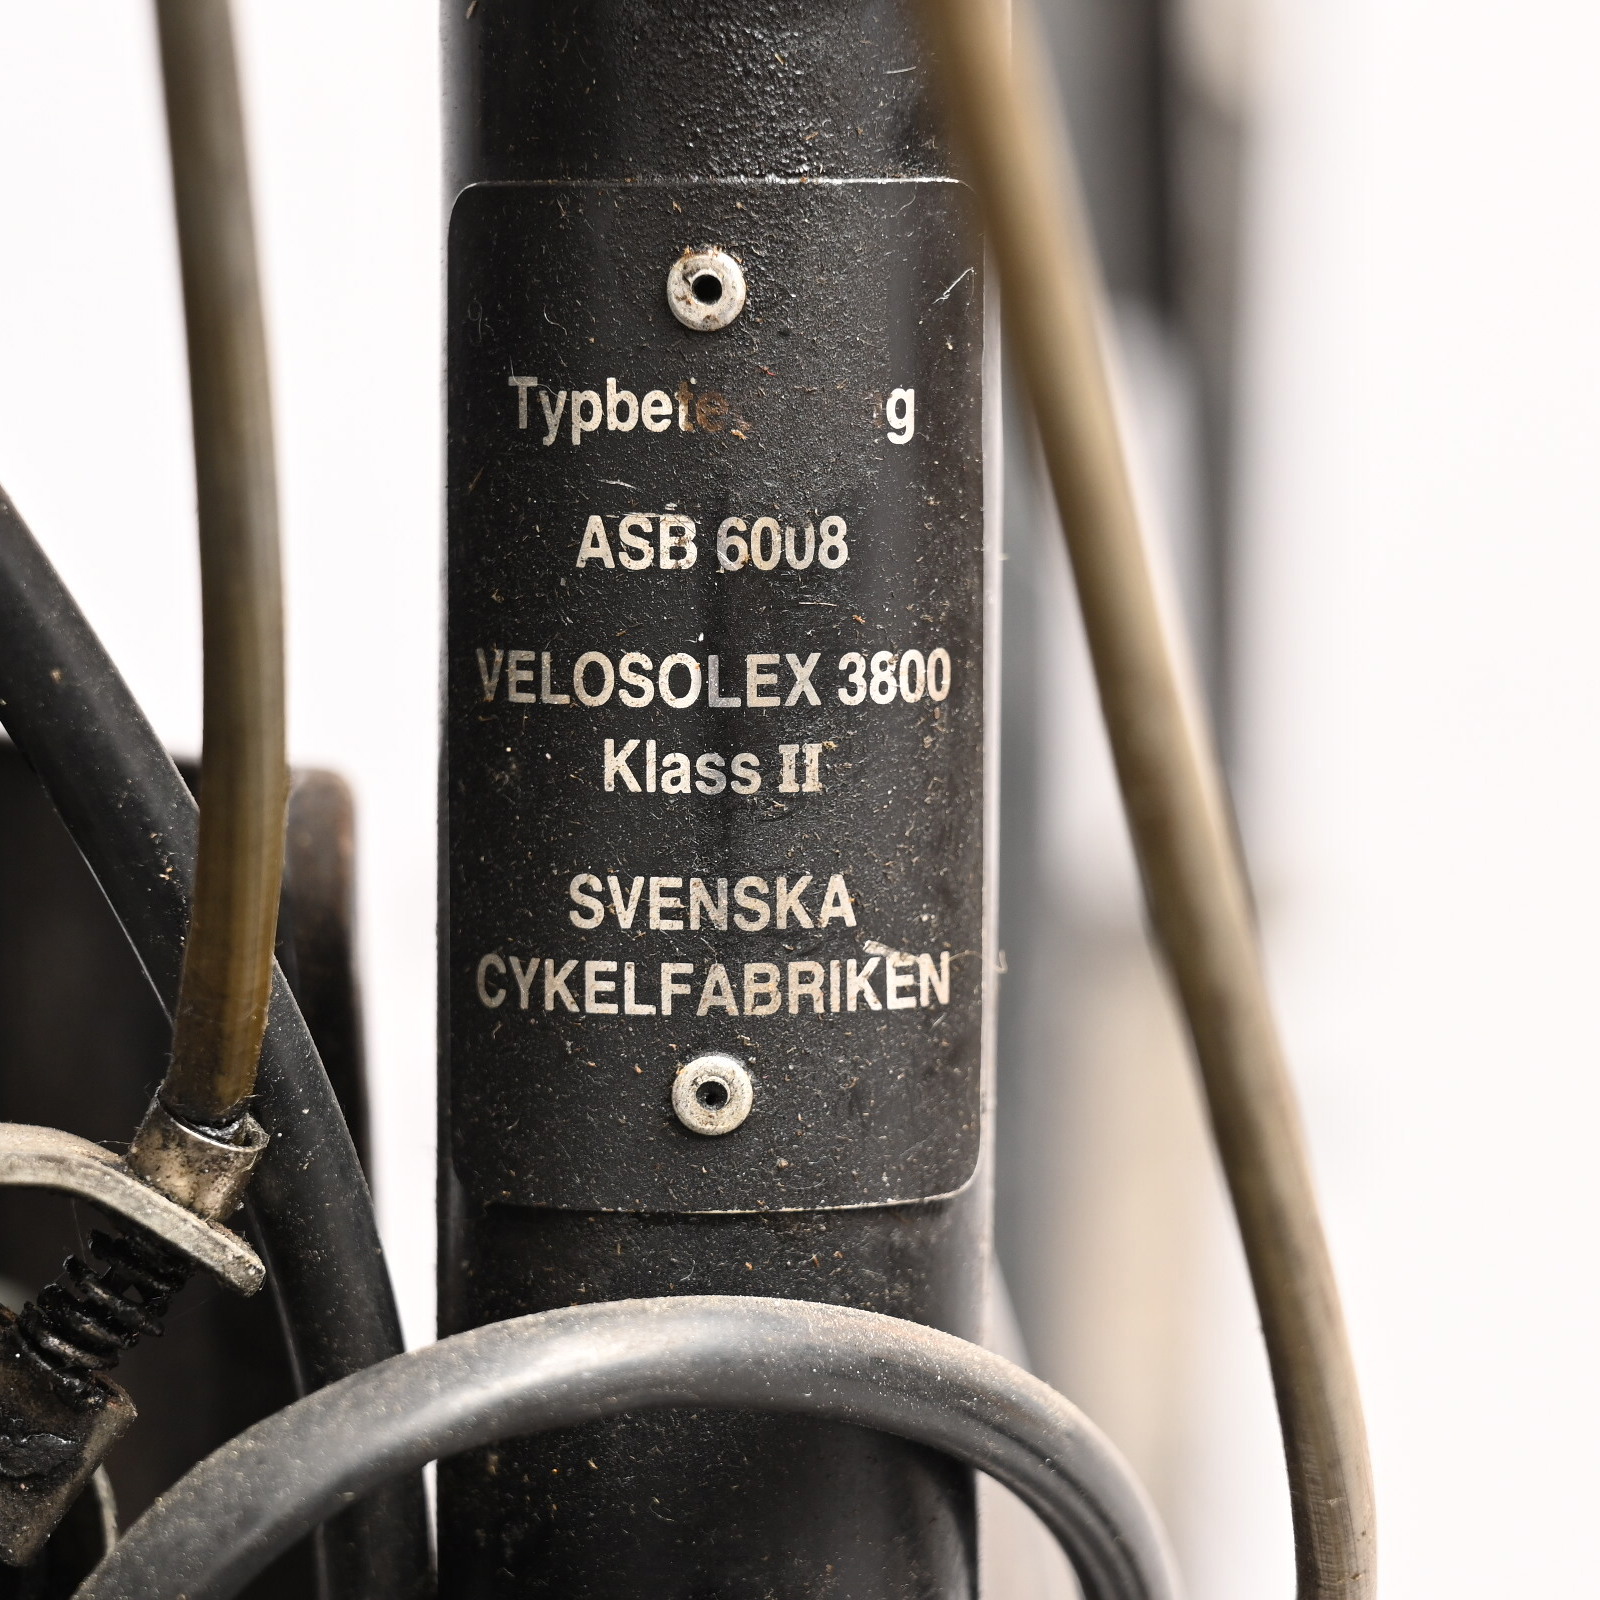 ASB 6008
VELOSOLEX 3800
Klass II
SVENSKA
CYKELFABRIKEN